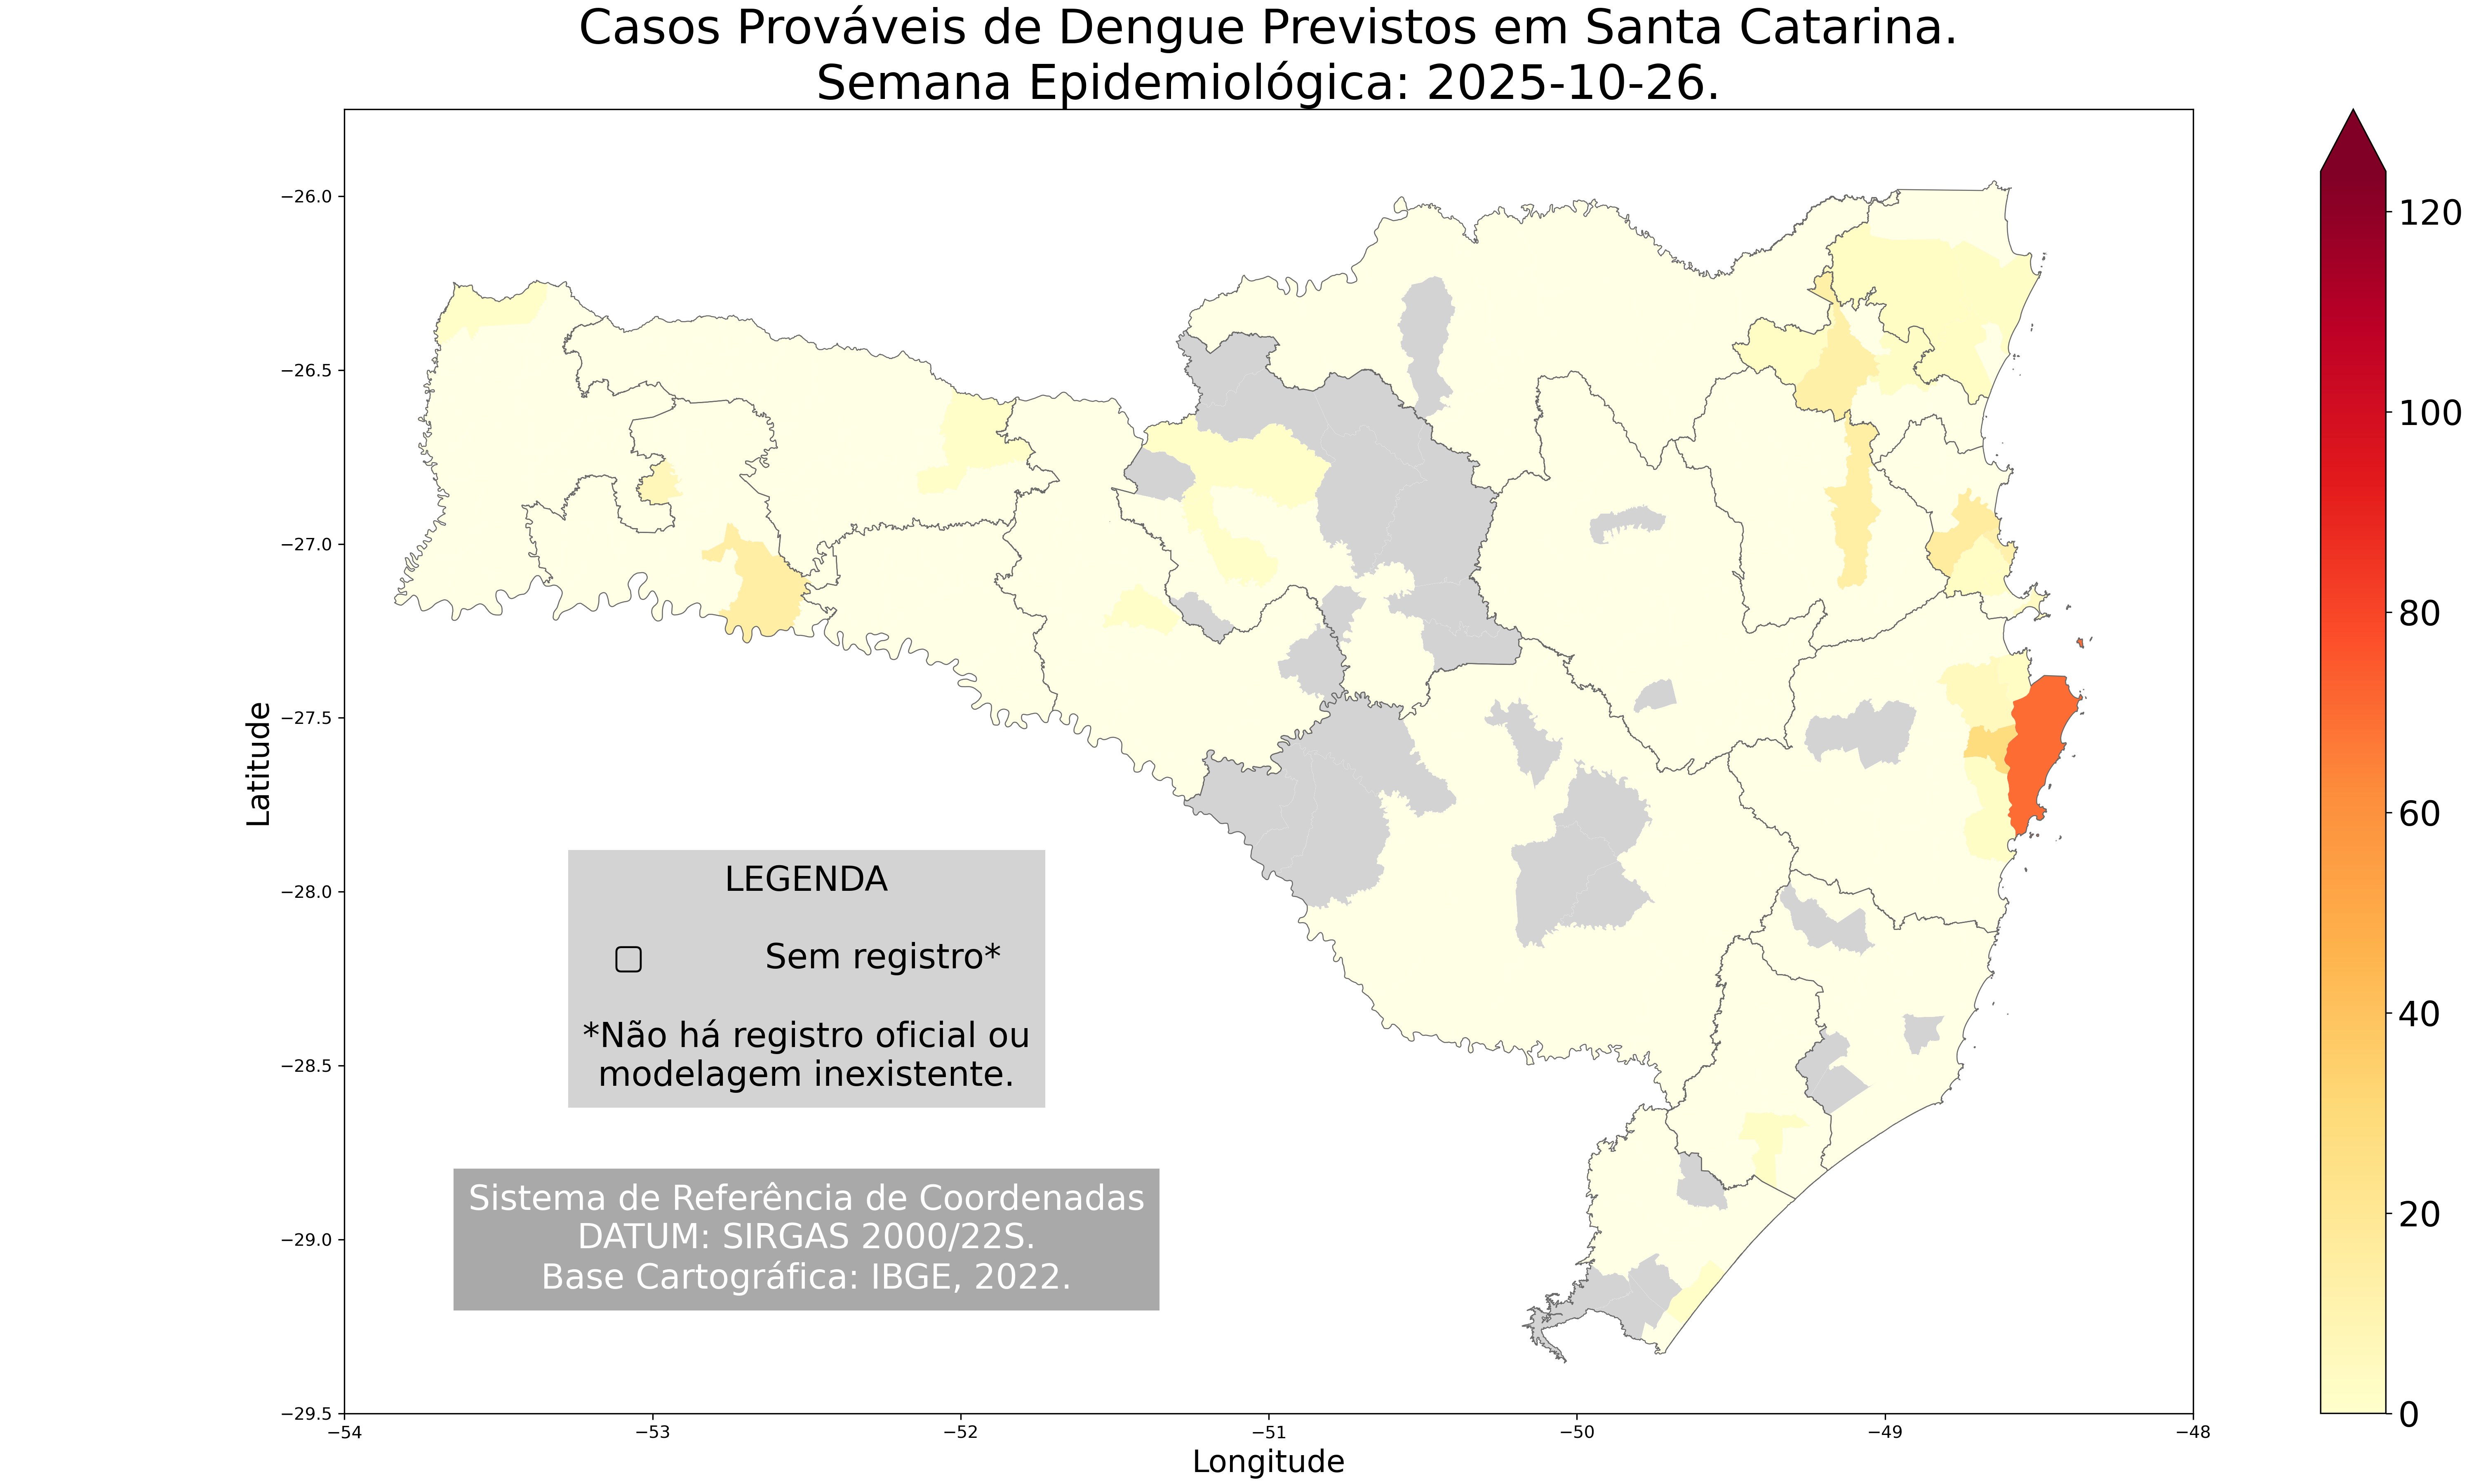 Casos Prováveis de Dengue Previstos em Santa Catarina.
Semana Epidemiológica: 2025-10-26.
−26.0
−26.5
−27.0
−27.5
−28.0
−28.5
−29.0
−29.5
Latitude
−54
−53
−52
−51
−50
−49
−48
Longitude
LEGENDA
▢ Sem registro*
*Não há registro oficial ou
modelagem inexistente.
Sistema de Referência de Coordenadas
DATUM: SIRGAS 2000/22S.
Base Cartográfica: IBGE, 2022.
120
100
80
60
40
20
0